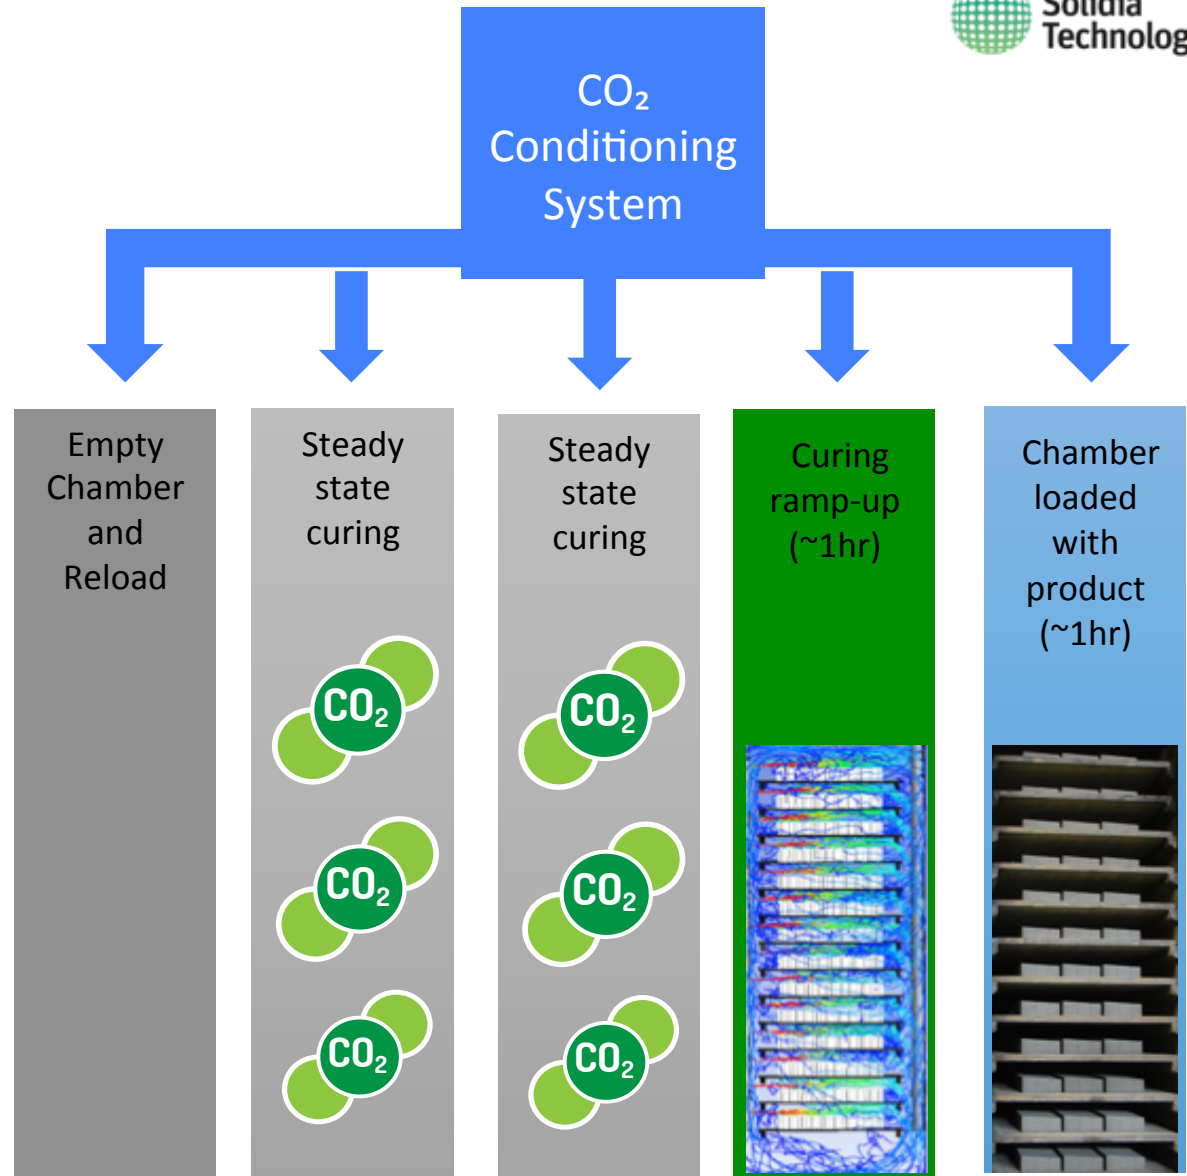 Solidia
Technolog
CO₂
Conditioning
System
Empty
Chamber
and
Reload
Steady
state
curing
CO₂
CO₂
CO₂
Steady
state
curing
CO₂
CO₂
CO₂
Curing
ramp-up
(~1hr)
Chamber
loaded
with
product
(~1hr)